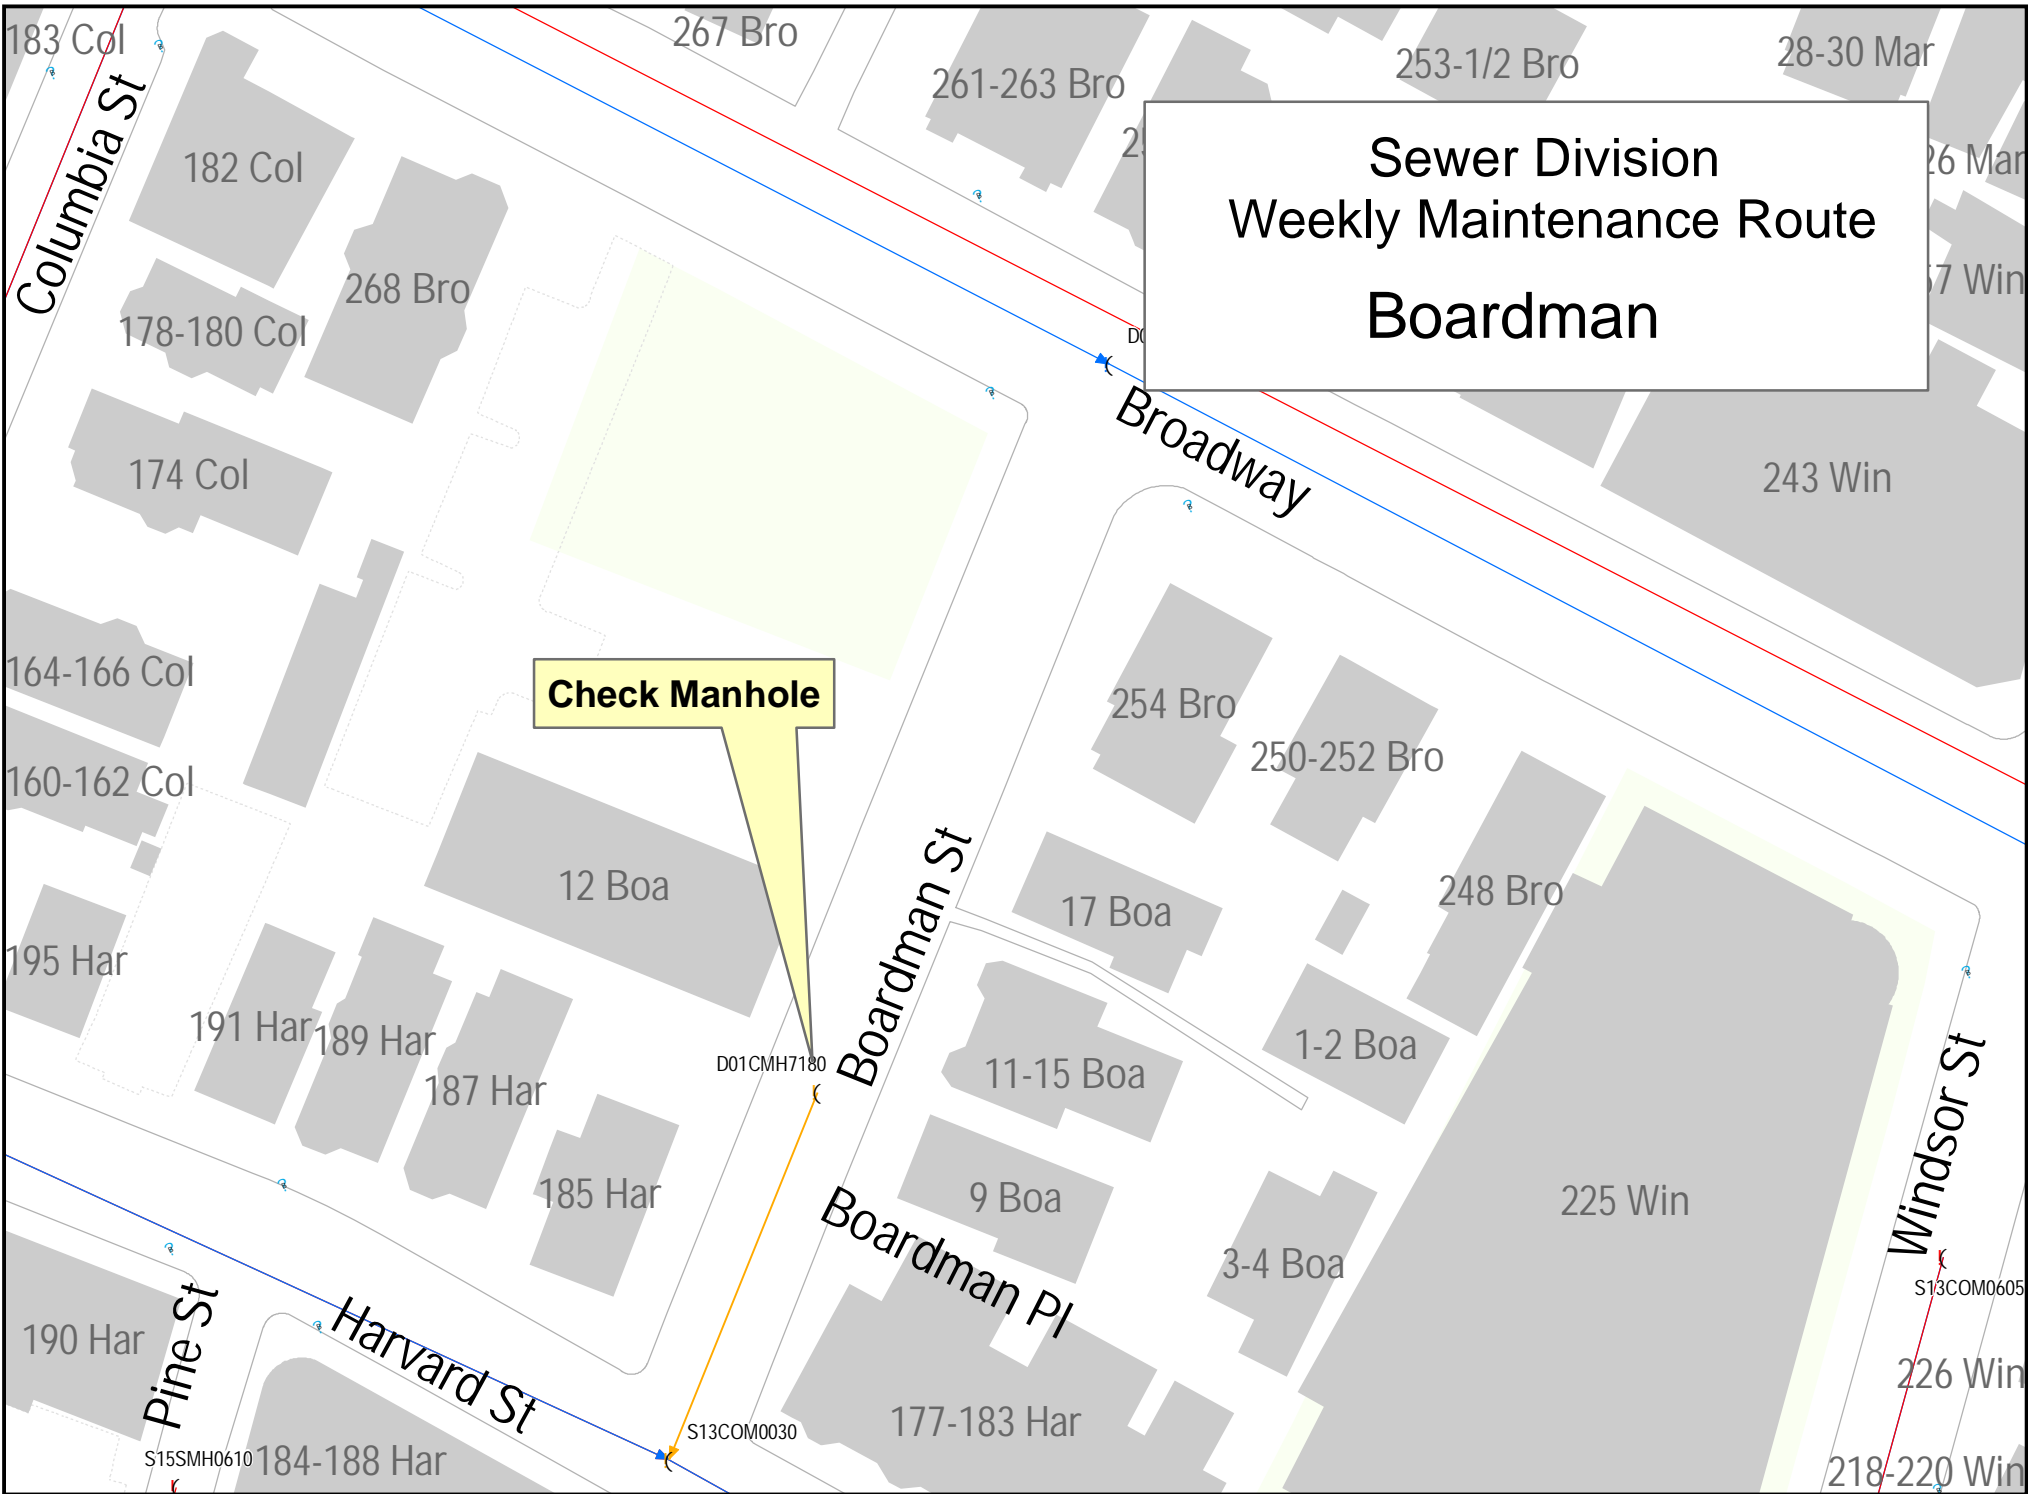 183 Col
267 Bro
261-263 Bro
253-1/2 Bro
28-30 Mar
Sewer Division
Weekly Maintenance Route
Boardman
26 Mar
Columbia St
182 Col
268 Bro
178-180 Col
Broadway
174 Col
243 Win
164-166 Col
Check Manhole
254 Bro
250-252 Bro
160-162 Col
12 Boa
Boardman St
17 Boa
248 Bro
195 Har
191 Har
189 Har
187 Har
D01CMH7180
11-15 Boa
1-2 Boa
Windsor St
185 Har
9 Boa
225 Win
Boardman Pl
3-4 Boa
S13COM0605
190 Har
Pine St
Harvard St
226 Win
S13COM0030
177-183 Har
S15SMH0610
184-188 Har
218-220 Win